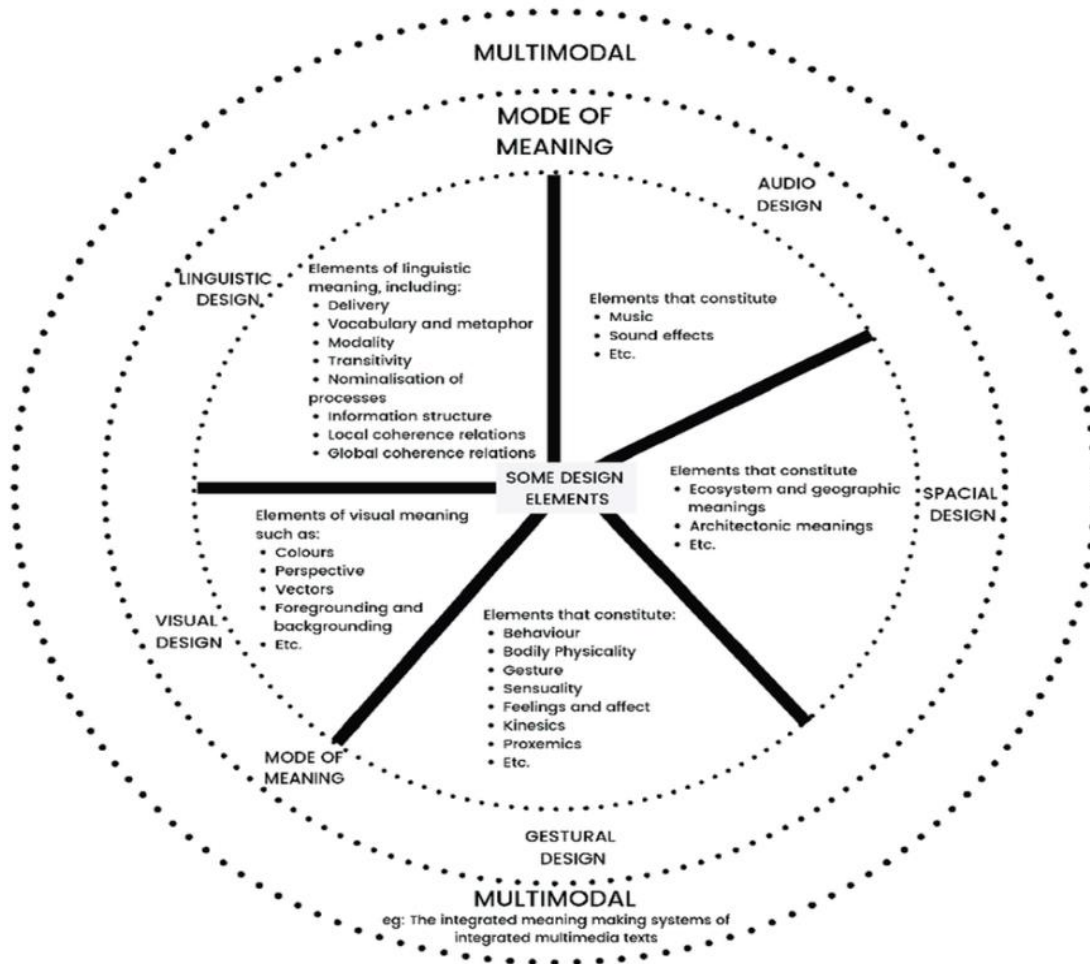 MULTIMODAL
MODE OF
MEANING
AUDIO
DESIGN
LINGUISTIC
DESIGN
Elements of linguistic
meaning, including:
• Delivery
• Vocabulary and metaphor
• Modality
• Transitivity
• Nominalisation of
processes
• Information structure
• Local coherence relations
• Global coherence relations
Elements that constitute
• Music
• Sound effects
• Etc.
SOME DESIGN
ELEMENTS
Elements that constitute
• Ecosystem and geographic
meanings
• Architectonic meanings
• Etc.
SPACIAL
DESIGN
Elements of visual meaning
such as:
• Colours
• Perspective
• Vectors
• Foregrounding and
backgrounding
• Etc.
VISUAL
DESIGN
Elements that constitute:
• Behaviour
• Bodily Physicality
• Gesture
• Sensuality
• Feelings and affect
• Kinesics
• Proxemics
• Etc.
MODE OF
MEANING
GESTURAL
DESIGN
MULTIMODAL
eg: The integrated meaning making systems of
integrated multimedia texts